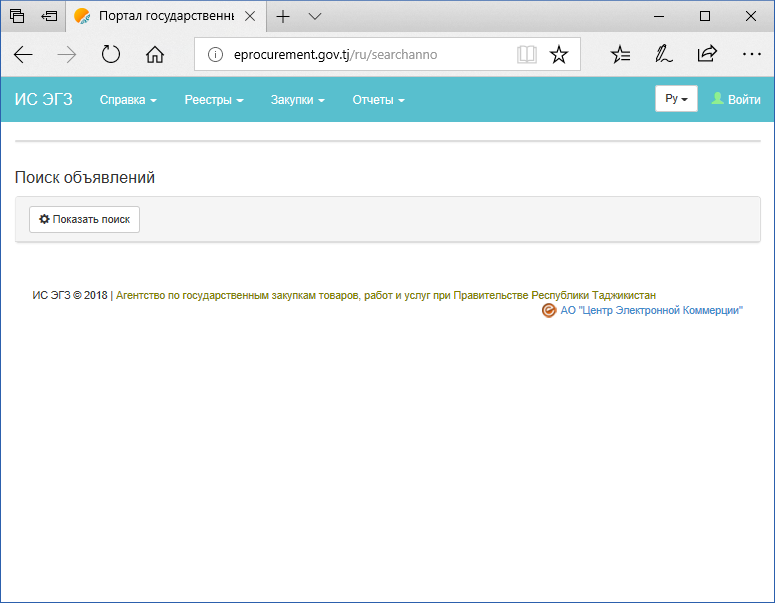 Портал государственнь
eprocurement.gov.tj/ru/searchanno
ИС ЭГЗ Справка Реестры Закупки Отчеты Ру Войти
Поиск объявлений
Показать поиск
ИС ЭГЗ © 2018 | Агентство по государственным закупкам товаров, работ и услуг при Правительстве Республики Таджикистан
АО "Центр Электронной Коммерции"